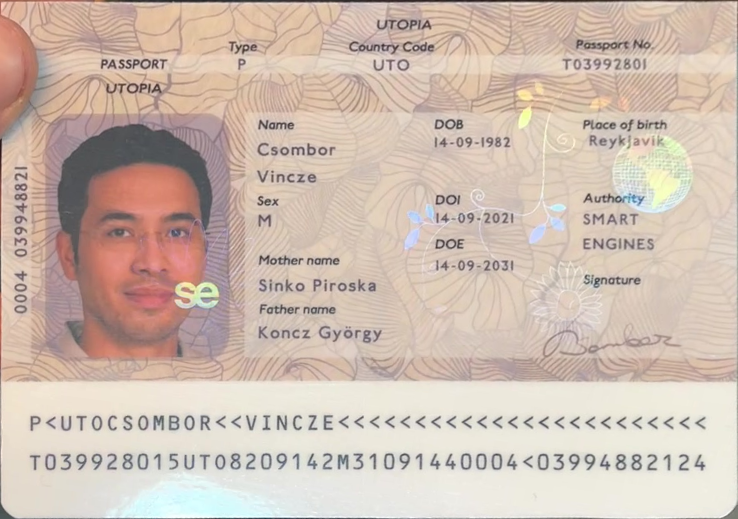 UTOPIA
PASSPORT
Type
Country Code
Passport No.
P
UTO
T03992801
UTOPIA
Name
DOB
Place of birth
Csombor
14-09-1982
Reykjavik
Vincze
Sex
DOI
Authority
M
14-09-2021
SMART
DOE
ENGINES
Mother name
14-09-2031
Signature
Sinko Piroska
Father name
Koncz György
se
0004 039948821
P<UTOCSOMBOR<<VINCZE<<<<<<<<<<<<<<<<<<<<<<<<
T039928015UTO8209142M31091440004<03994882124